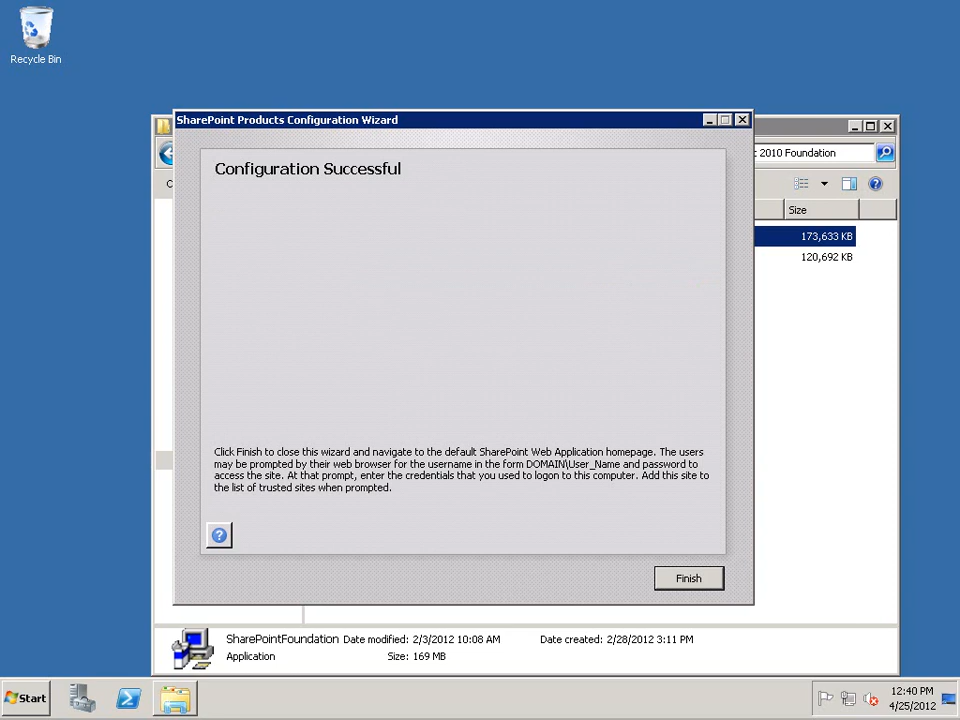 Recycle Bin
SharePoint Products Configuration Wizard
2010 Foundation
Configuration Successful
Size
173,633 KB
120,692 KB
Click Finish to close this wizard and navigate to the default SharePoint Web Application homepage. The users
may be prompted by their web browser for the username in the form DOMAIN\User_Name and password to
access the site. At that prompt, enter the credentials that you used to logon to this computer. Add this site to
the list of trusted sites when prompted.
Finish
SharePointFoundation Date modified: 2/3/2012 10:08 AM Date created: 2/28/2012 3:11 PM
Application Size: 169 MB
Start
12:40 PM
4/25/2012